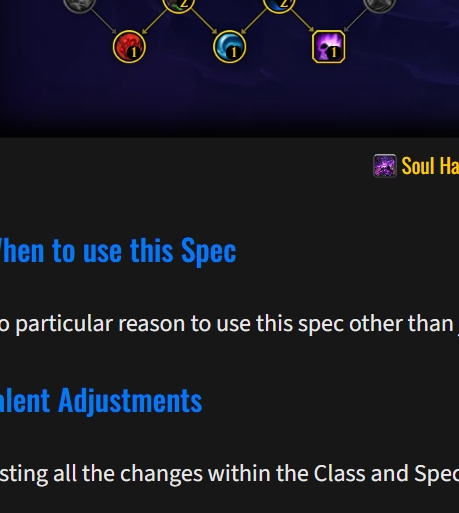 2 2
1 1 1
Soul Ha
hen to use this Spec
o particular reason to use this spec other than
alent Adjustments
sting all the changes within the Class and Spec